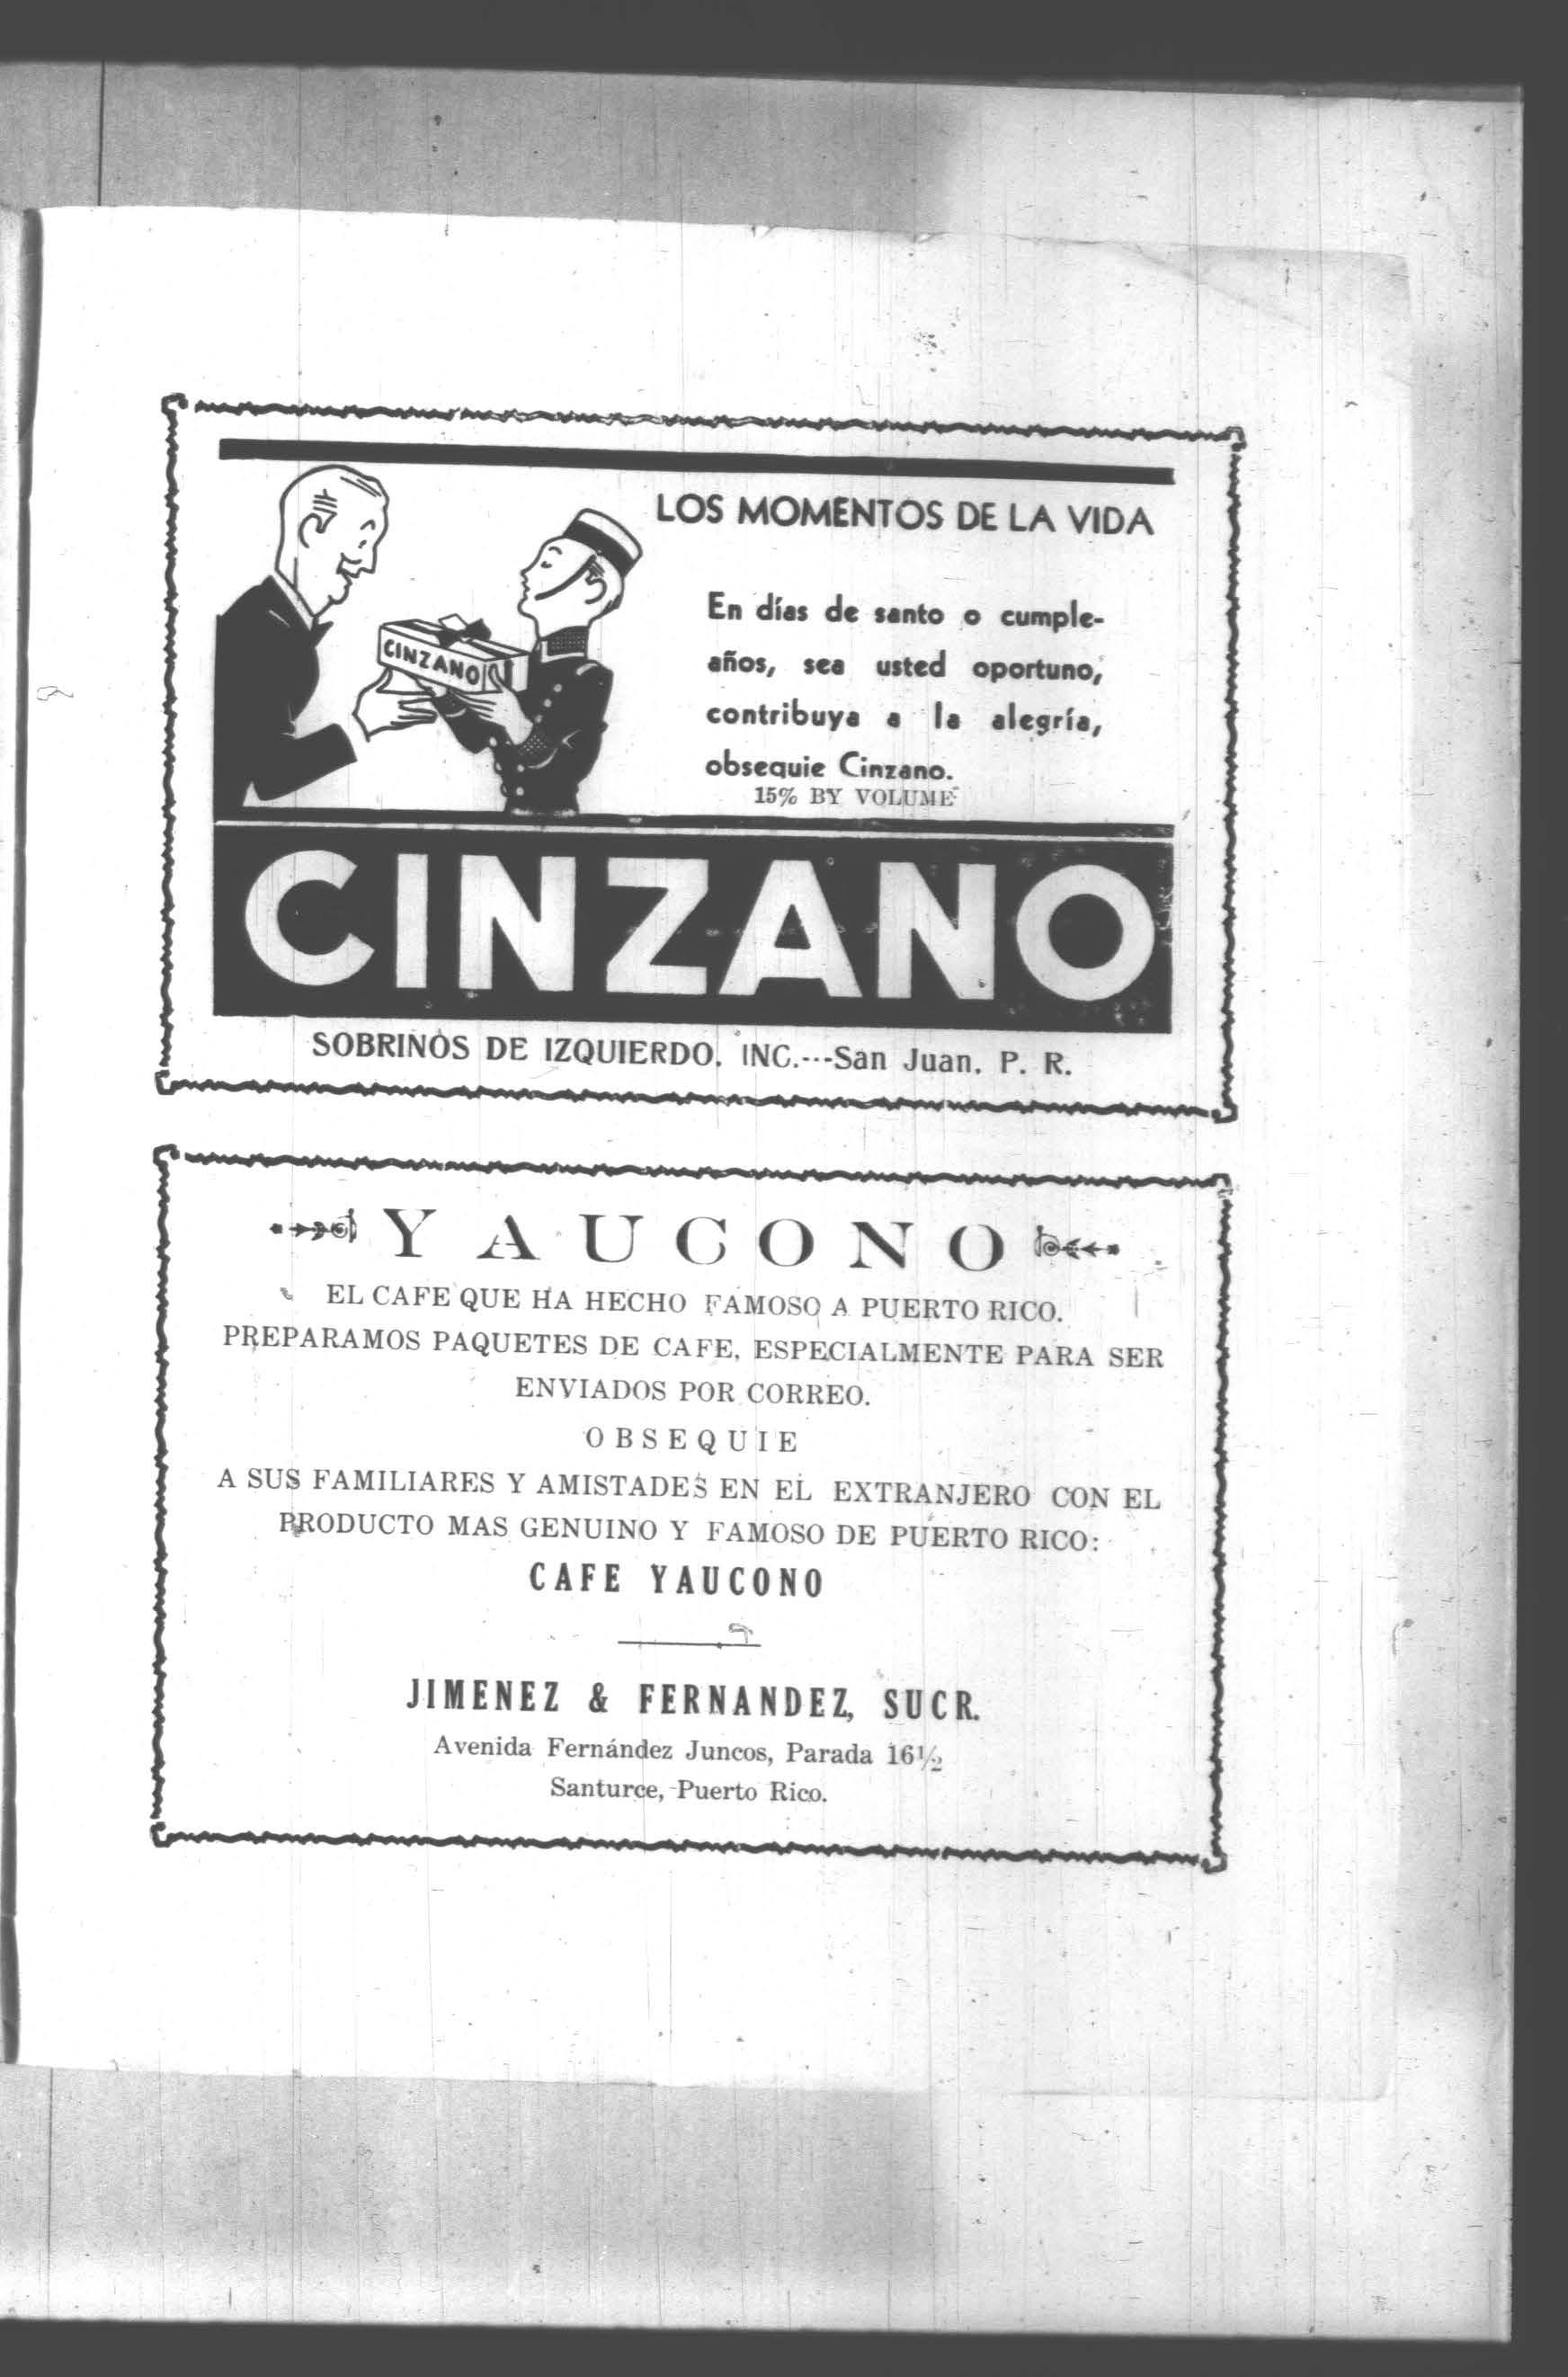 LOS MOMENTOS DE LA VIDA
En días de santo o cumple-
años, sea usted oportuno,
contribuya a la alegría,
obsequie Cinzano.
15% BY VOLUME
CINZANO
CINZANO
SOBRINOS DE IZQUIERDO, INC.---San Juan, P. R.
YAUCONO
EL CAFE QUE HA HECHO FAMOSO A PUERTO RICO.
PREPARAMOS PAQUETES DE CAFE, ESPECIALMENTE PARA SER
ENVIADOS POR CORREO.
OBSEQUIE
A SUS FAMILIARES Y AMISTADES EN EL EXTRANJERO CON EL
PRODUCTO MAS GENUINO Y FAMOSO DE PUERTO RICO:
CAFE YAUCONO
JIMENEZ & FERNANDEZ, SUCR.
Avenida Fernández Juncos, Parada 16½
Santurce, Puerto Rico.